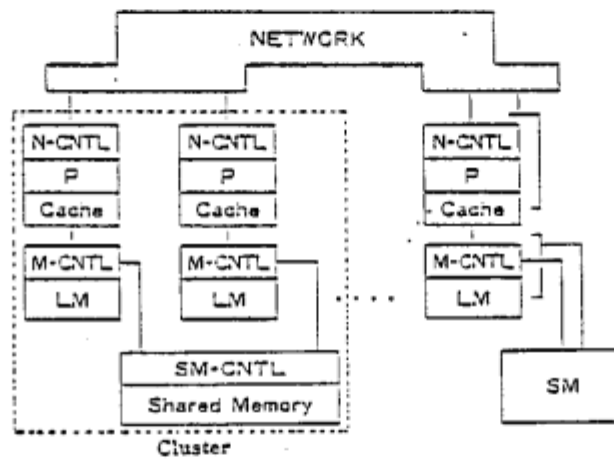 NETWORK
N-CNTL
P
Cache
M-CNTL
LM
N-CNTL
P
Cache
M-CNTL
LM
SM-CNTL
Shared Memory
Cluster
N-CNTL
P
Cache
M-CNTL
LM
SM